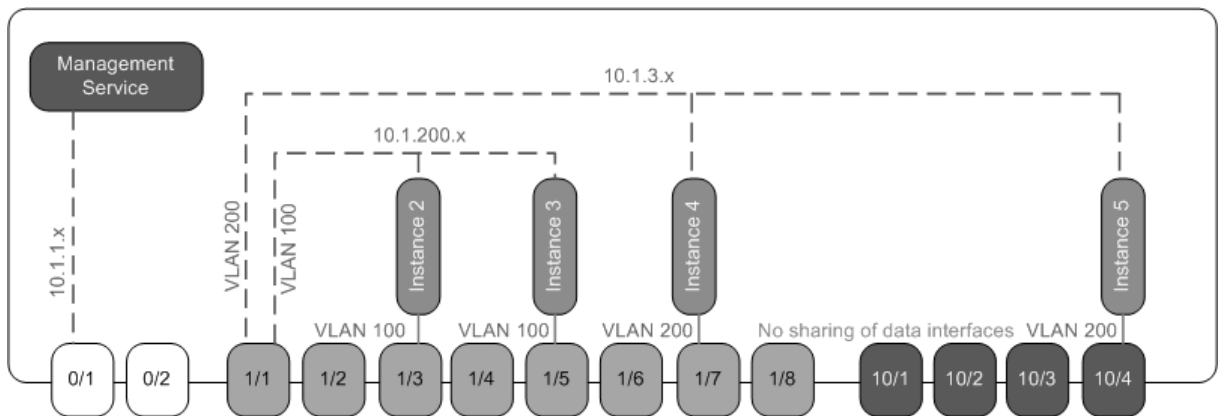 Management
Service
10.1.3.x
10.1.200.x
10.1.1.x
VLAN 200
VLAN 100
Instance 2
Instance 3
Instance 4
Instance 5
VLAN 100
VLAN 100
VLAN 200
No sharing of data interfaces
VLAN 200
0/1
0/2
1/1
1/2
1/3
1/4
1/5
1/6
1/7
1/8
10/1
10/2
10/3
10/4